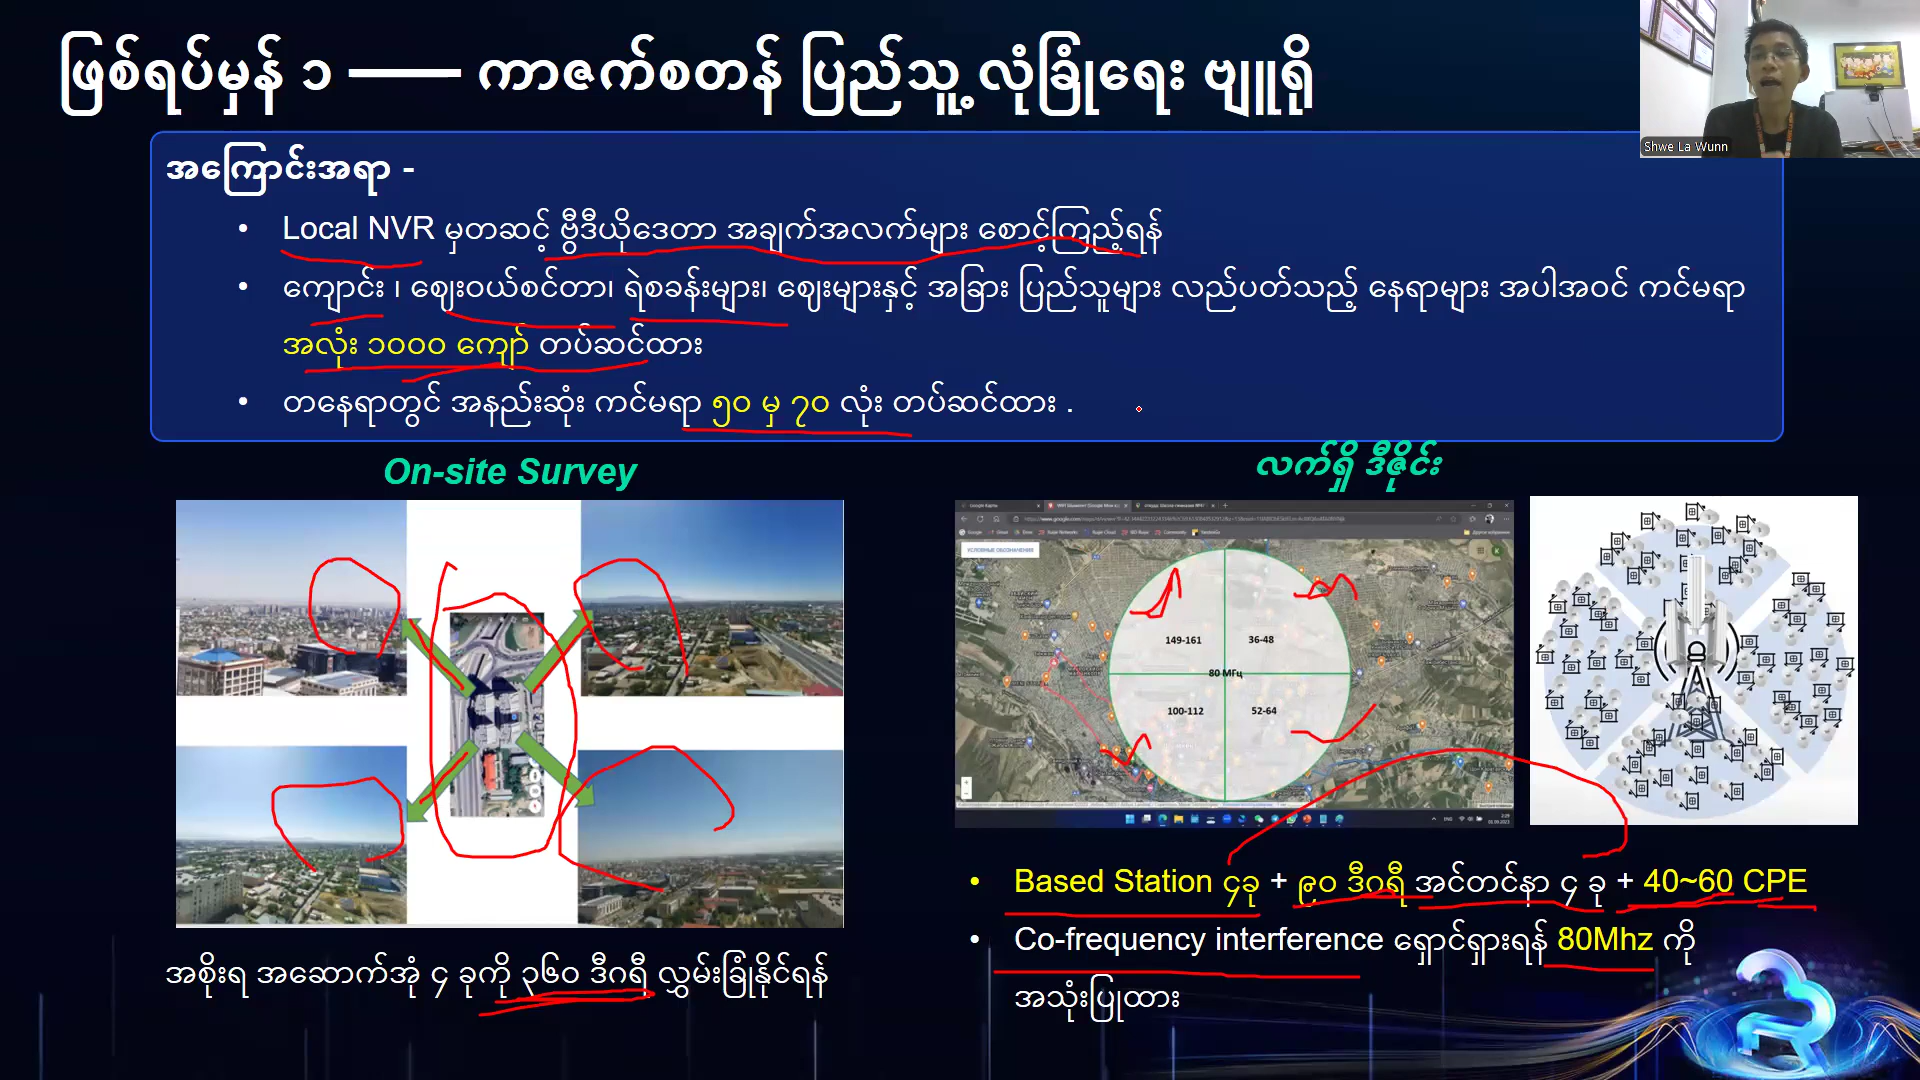 ဖြစ်ရပ်မှန် ၁ —— ကာဇက်စတန် ပြည်သူ့လုံခြုံရေး ဗျူရို
Shwe La Wunn
အကြောင်းအရာ -
• Local NVR မှတဆင့် ဗွီဒီယိုဒေတာ အချက်အလက်များ စောင့်ကြည့်ရန်
• ကျောင်း ၊ ဈေးဝယ်စင်တာ၊ ရဲစခန်းများ၊ ဈေးများနှင့် အခြား ပြည်သူများ လည်ပတ်သည့် နေရာများ အပါအဝင် ကင်မရာ
အလုံး ၁၀၀၀ ကျော် တပ်ဆင်ထား
• တနေရာတွင် အနည်းဆုံး ကင်မရာ ၅၀ မှ ၇၀ လုံး တပ်ဆင်ထား .
On-site Survey
လက်ရှိ ဒီဇိုင်း
УСЛОВНЫЕ ОБОЗНАЧЕНИЯ
149-161
36-48
80 МГц
100-112
52-64
အစိုးရ အဆောက်အုံ ၄ ခုကို ၃၆၀ ဒီဂရီ လွှမ်းခြုံနိုင်ရန်
• Based Station ၄ခု + ၉၀ ဒီဂရီ အင်တင်နာ ၄ ခု + 40~60 CPE
• Co-frequency interference ရှောင်ရှားရန် 80Mhz ကို
အသုံးပြုထား